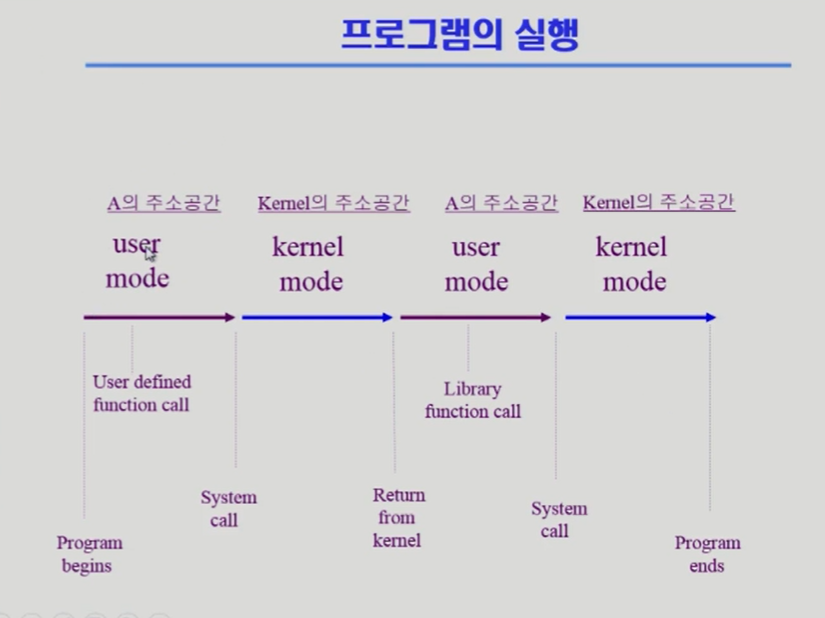 프로그램의 실행
A의 주소공간
Kernel의 주소공간
A의 주소공간
Kernel의 주소공간
user
mode
kernel
mode
user
mode
kernel
mode
User defined
function call
Library
function call
System
call
Return
from
kernel
System
call
Program
begins
Program
ends